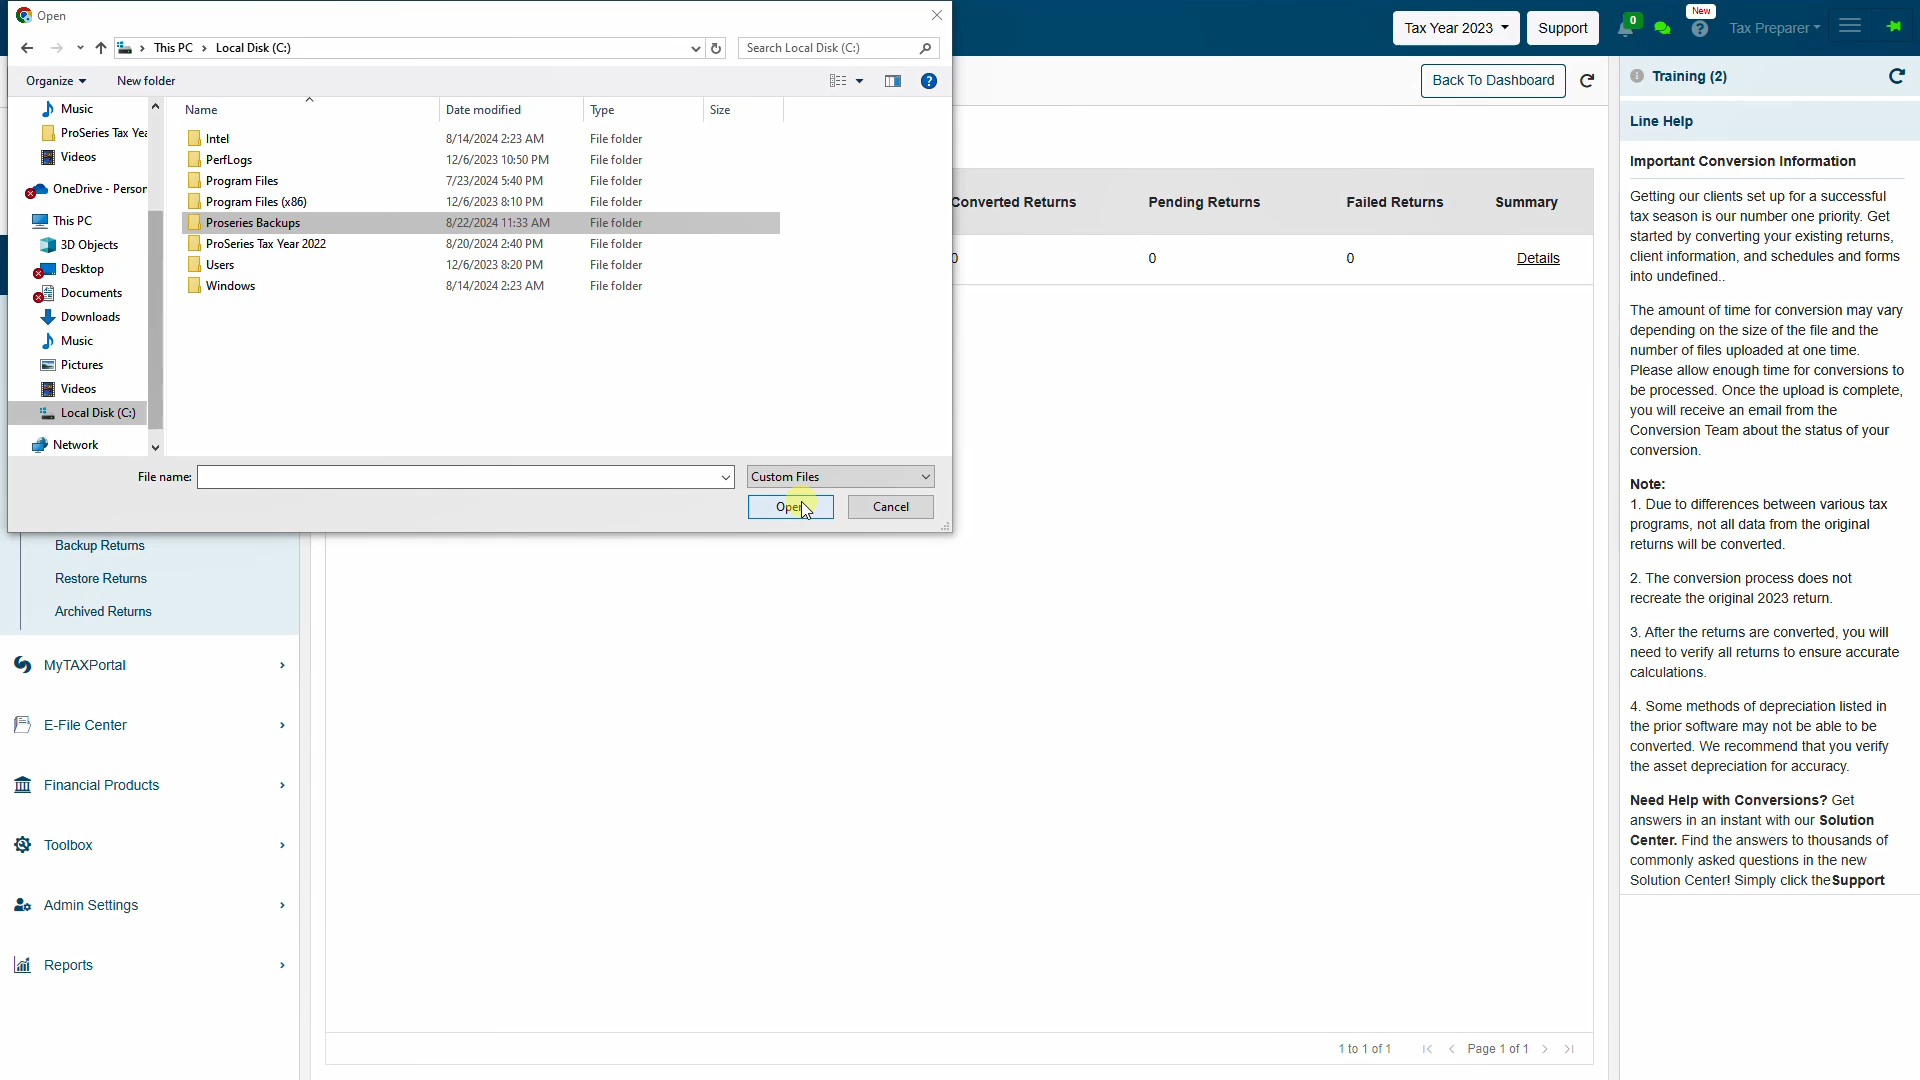 Open
This PC > Local Disk (C:)
Search Local Disk (C:)
Organize
New folder
Music
ProSeries Tax Yea
Videos
OneDrive - Person
This PC
3D Objects
Desktop
Documents
Downloads
Music
Pictures
Videos
Local Disk (C:)
Network
Name Date modified Type Size
Intel 8/14/2024 2:23 AM File folder
PerfLogs 12/6/2023 10:50 PM File folder
Program Files 7/23/2024 5:40 PM File folder
Program Files (x86) 12/6/2023 8:10 PM File folder
Proseries Backups 8/22/2024 11:33 AM File folder
ProSeries Tax Year 2022 8/20/2024 2:40 PM File folder
Users 12/6/2023 8:20 PM File folder
Windows 8/14/2024 2:23 AM File folder
File name:
Custom Files
Open
Cancel
Tax Year 2023
Support
0
New
Tax Preparer
Back To Dashboard
Converted Returns Pending Returns Failed Returns Summary
0 0 0 Details
Backup Returns
Restore Returns
Archived Returns
MyTAXPortal
E-File Center
Financial Products
Toolbox
Admin Settings
Reports
1 to 1 of 1
Page 1 of 1
Training (2)
Line Help
Important Conversion Information
Getting our clients set up for a successful
tax season is our number one priority. Get
started by converting your existing returns,
client information, and schedules and forms
into undefined..
The amount of time for conversion may vary
depending on the size of the file and the
number of files uploaded at one time.
Please allow enough time for conversions to
be processed. Once the upload is complete,
you will receive an email from the
Conversion Team about the status of your
conversion.
Note:
1. Due to differences between various tax
programs, not all data from the original
returns will be converted.
2. The conversion process does not
recreate the original 2023 return.
3. After the returns are converted, you will
need to verify all returns to ensure accurate
calculations.
4. Some methods of depreciation listed in
the prior software may not be able to be
converted. We recommend that you verify
the asset depreciation for accuracy.
Need Help with Conversions? Get
answers in an instant with our Solution
Center. Find the answers to thousands of
commonly asked questions in the new
Solution Center! Simply click theSupport